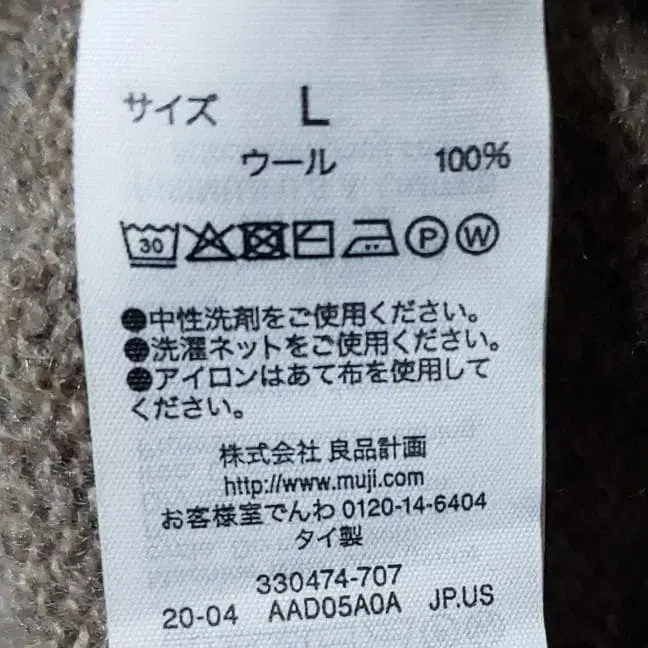 サイズ L
ウール 100%
30 P W
●中性洗剤をご使用ください。
●洗濯ネットをご使用ください。
●アイロンはあて布を使用して
ください。
株式会社 良品計画
http://www.muji.com
お客様室でんわ 0120-14-6404
タイ製
330474-707
20-04 AAD05A0A JP.US